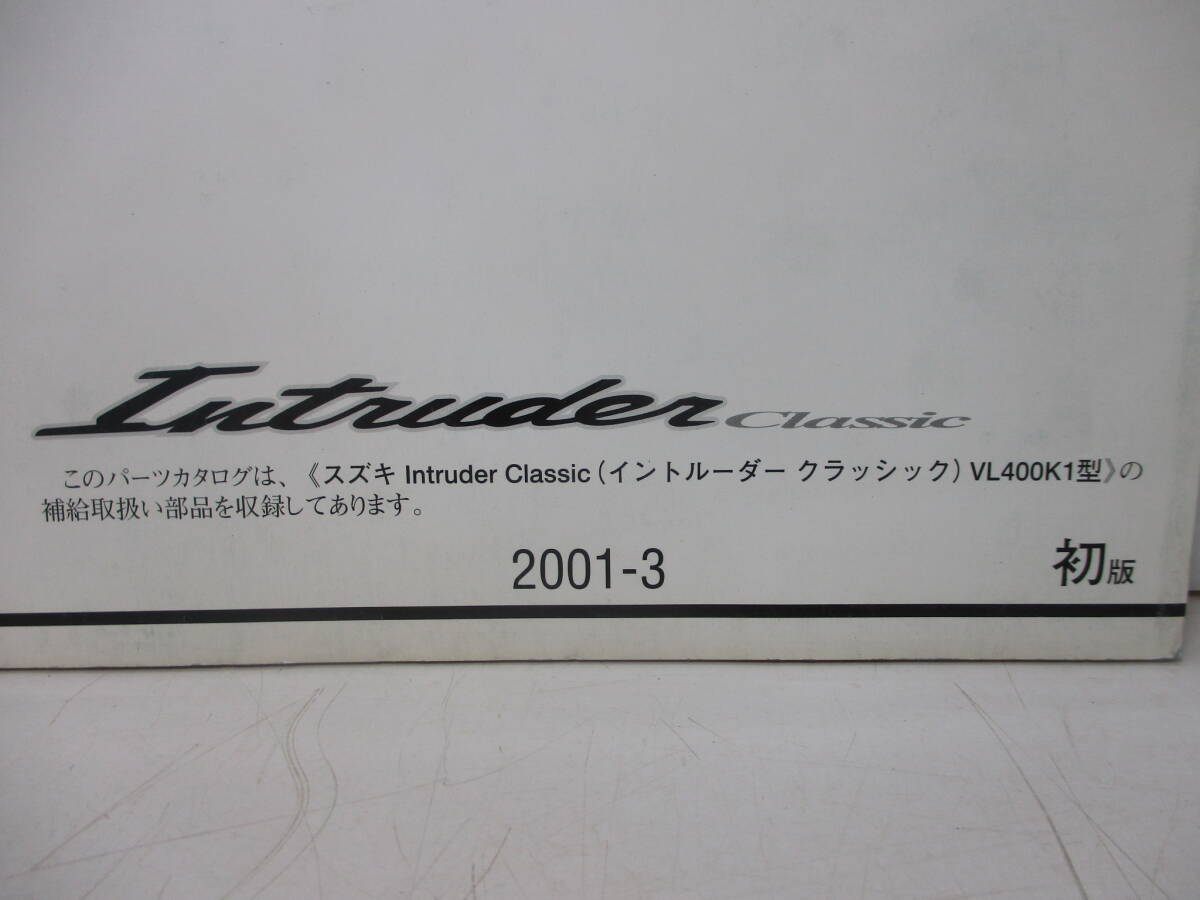 Intruder Classic
このパーツカタログは、《スズキ Intruder Classic（イントルーダー クラッシック）VL400K1型》の
補給取扱い部品を収録してあります。
2001-3 初版